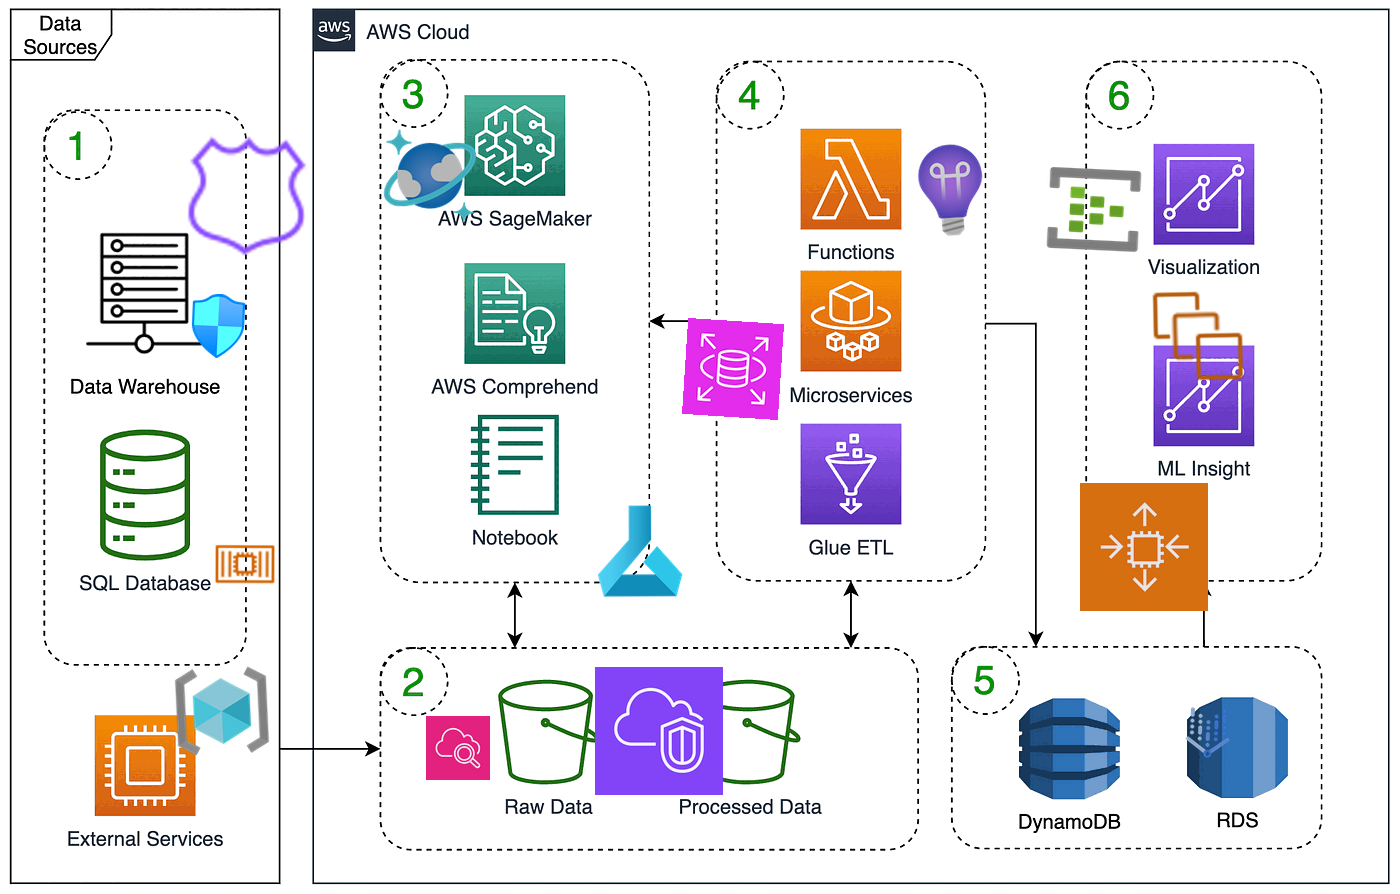 Data
Sources
aws
AWS Cloud
1
Data Warehouse
SQL Database
External Services
3
AWS SageMaker
AWS Comprehend
Notebook
4
Functions
Microservices
Glue ETL
6
Visualization
ML Insight
2
Raw Data
Processed Data
5
DynamoDB
RDS